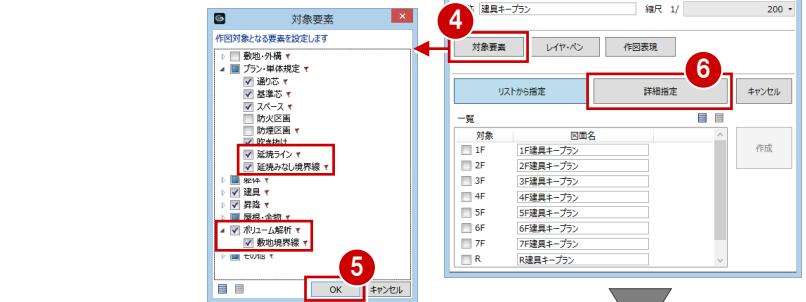 対象要素
作図対象となる要素を設定します
敷地・外構
プラン・単体規定
通り芯
基準芯
スペース
防火区画
防煙区画
吹き抜け
延焼ライン
延焼みなし境界線
躯体
建具
昇降
屋根・金物
ボリューム解析
敷地境界線
その他
5
OK キャンセル
4
建具キープラン 縮尺 1/ 200
対象要素 レイヤ・ペン 作図表現
6
リストから指定 詳細指定 キャンセル
一覧
対象 図面名
1F 1F建具キープラン
2F 2F建具キープラン
3F 3F建具キープラン
4F 4F建具キープラン
5F 5F建具キープラン
6F 6F建具キープラン
7F 7F建具キープラン
R R建具キープラン
作成